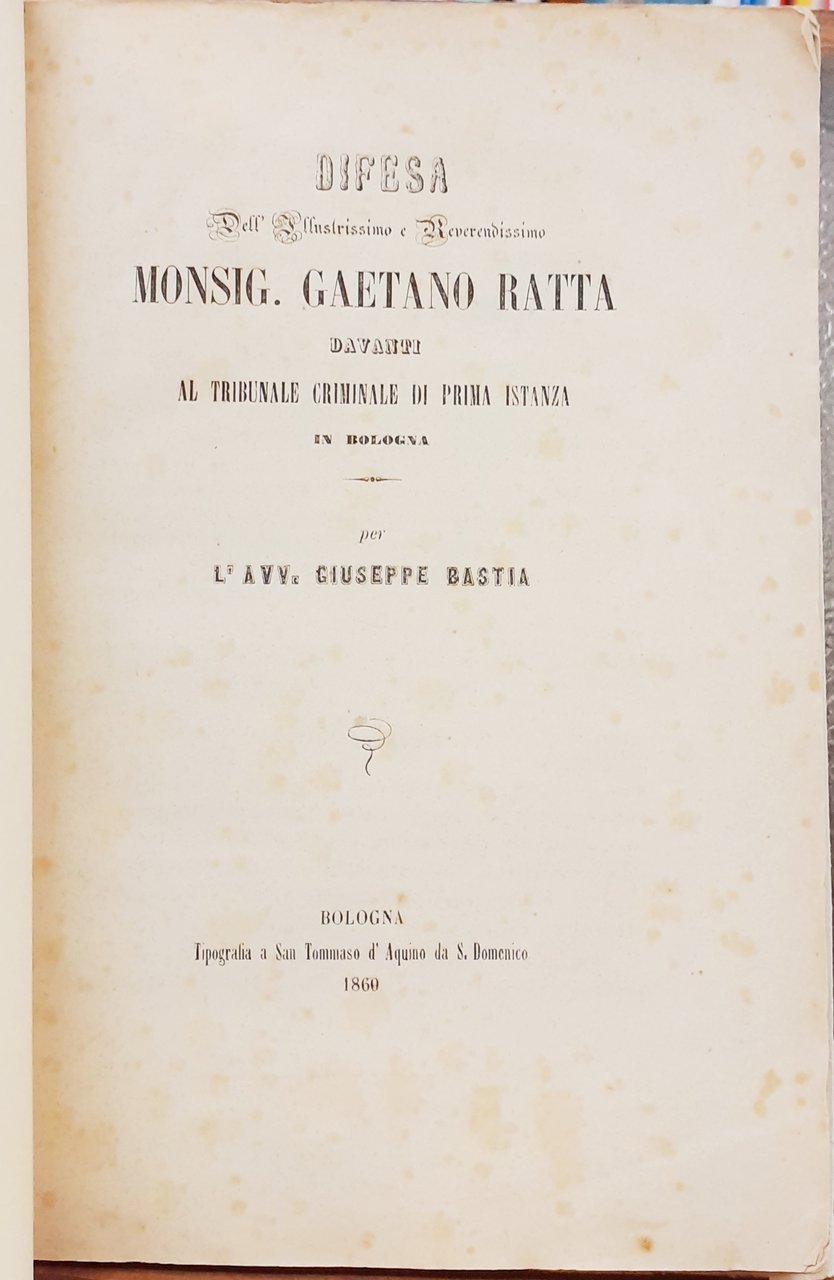 DIFESA
Dell' Illustrissimo e Reverendissimo
MONSIG. GAETANO RATTA
DAVANTI
AL TRIBUNALE CRIMINALE DI PRIMA ISTANZA
IN BOLOGNA
per
L' AVV. GIUSEPPE BASTIA
BOLOGNA
Tipografia a San Tommaso d' Aquino da S. Domenico
1860